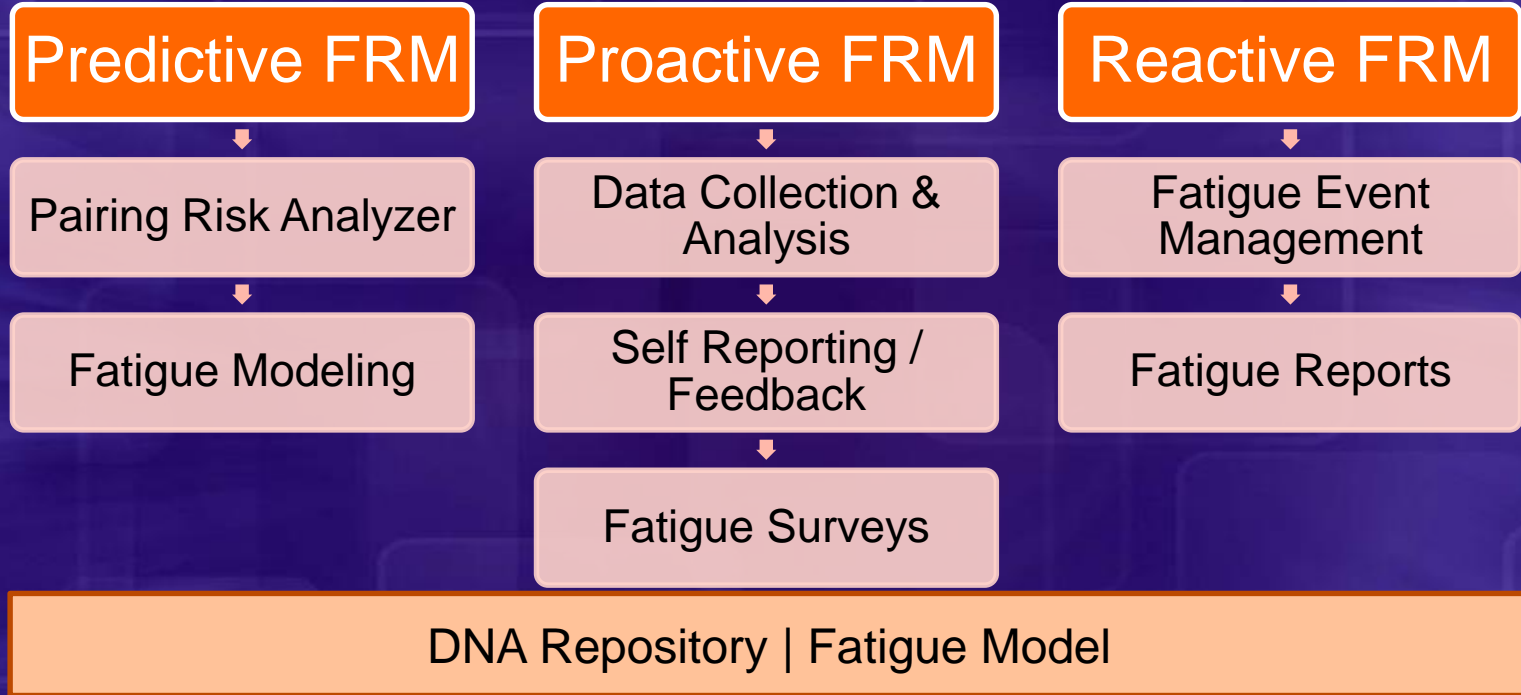 Predictive FRM
Pairing Risk Analyzer
Fatigue Modeling
Proactive FRM
Data Collection &
Analysis
Self Reporting /
Feedback
Fatigue Surveys
Reactive FRM
Fatigue Event
Management
Fatigue Reports
DNA Repository | Fatigue Model